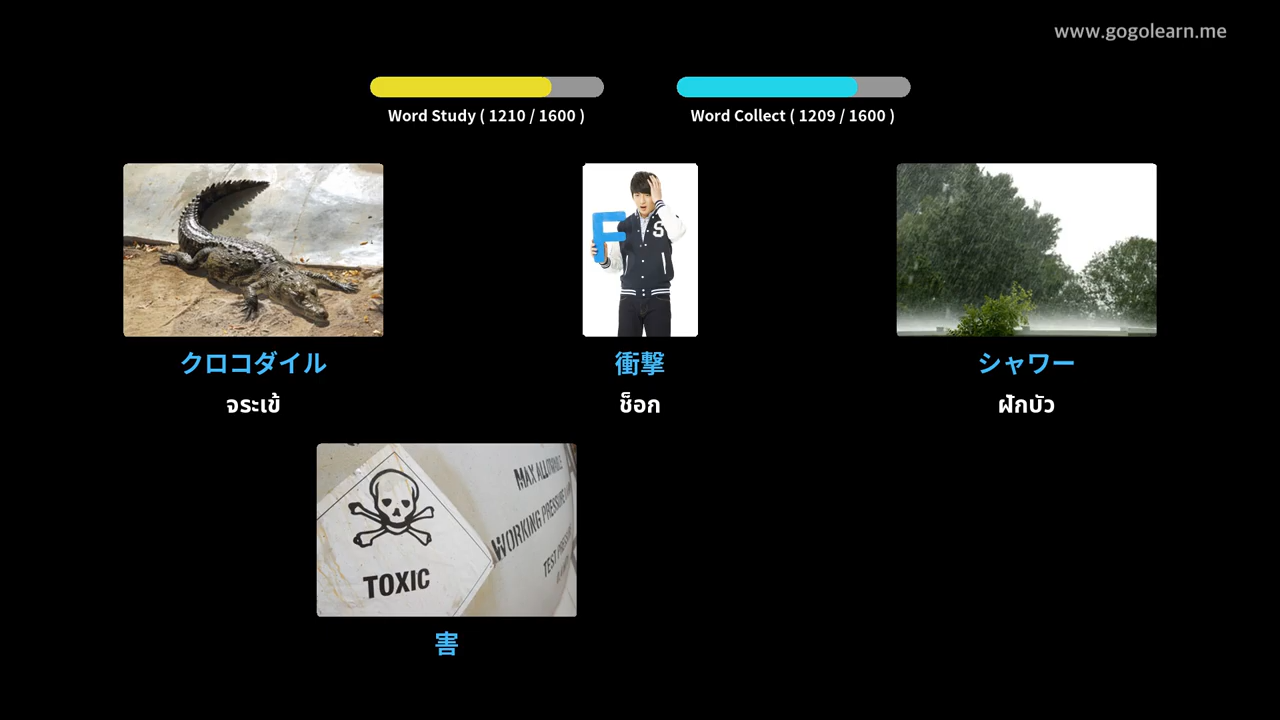 www.gogolearn.me
Word Study ( 1210 / 1600 )
Word Collect ( 1209 / 1600 )
F
S
クロコダイル
衝撃
シャワー
จระเข้
ช็อก
ฝักบัว
MAX ALLOWABLE
WORKING PRESSURE
TEST PRESSURE
TOXIC
害